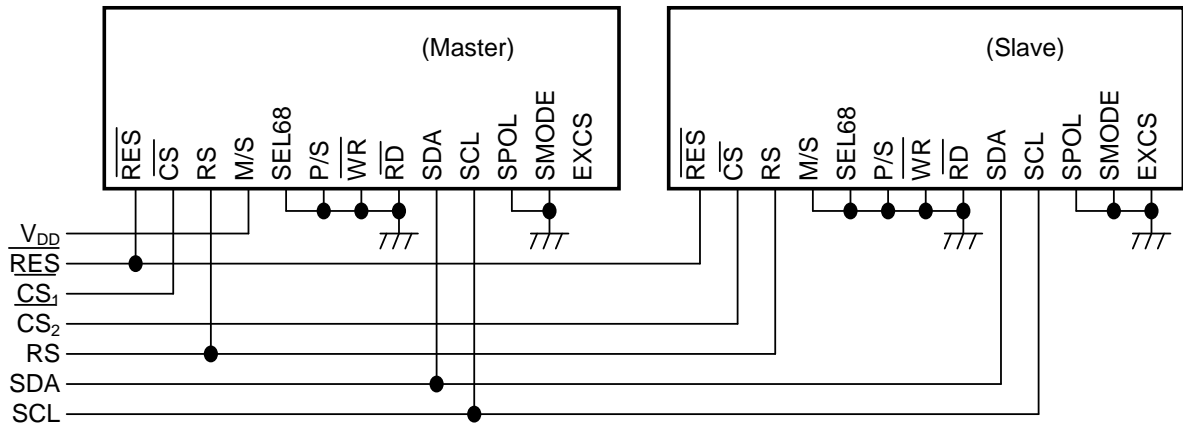 (Master)
(Slave)
RES
CS
RS
M/S
SEL68
P/S
WR
RD
SDA
SCL
SPOL
SMODE
EXCS
RES
CS
RS
M/S
SEL68
P/S
WR
RD
SDA
SCL
SPOL
SMODE
EXCS
VDD
RES
CS1
CS2
RS
SDA
SCL